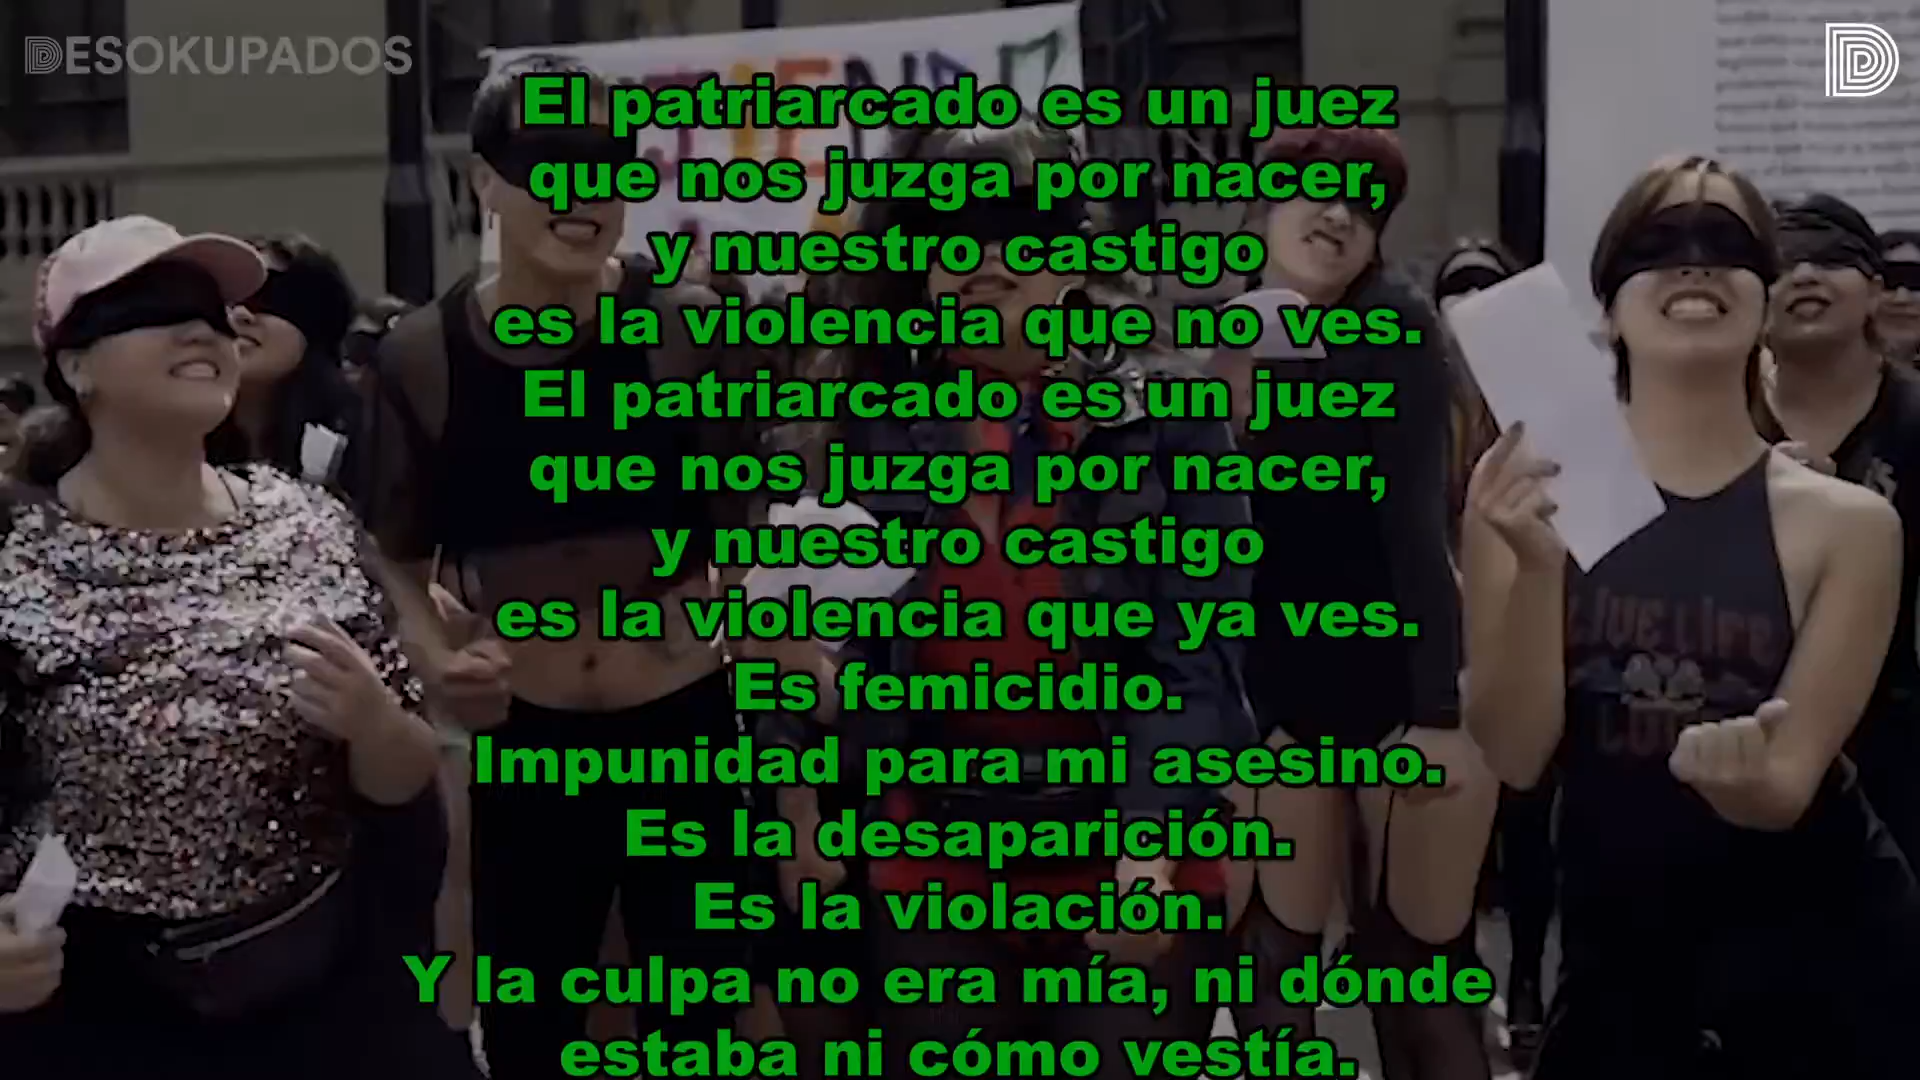 DESOKUPADOS
El patriarcado es un juez
que nos juzga por nacer,
y nuestro castigo
es la violencia que no ves.
El patriarcado es un juez
que nos juzga por nacer,
y nuestro castigo
es la violencia que ya ves.
Es femicidio.
Impunidad para mi asesino.
Es la desaparición.
Es la violación.
Y la culpa no era mía, ni dónde
estaba ni cómo vestía.
LIVE LIFE